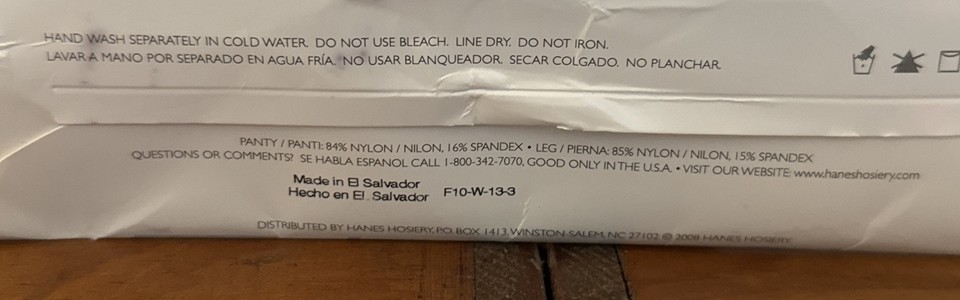 HAND WASH SEPARATELY IN COLD WATER. DO NOT USE BLEACH. LINE DRY. DO NOT IRON.
LAVAR A MANO POR SEPARADO EN AGUA FRÍA. NO USAR BLANQUEADOR. SECAR COLGADO. NO PLANCHAR.
PANTY / PANTI: 84% NYLON / NILON, 16% SPANDEX • LEG / PIERNA: 85% NYLON / NILON, 15% SPANDEX
QUESTIONS OR COMMENTS? SE HABLA ESPANOL CALL 1-800-342-7070, GOOD ONLY IN THE U.S.A. • VISIT OUR WEBSITE: www.haneshosiery.com
Made in El Salvador
Hecho en El. Salvador F10-W-13-3
DISTRIBUTED BY HANES HOSIERY, P.O. BOX 1413, WINSTON-SALEM, NC 27102 © 2008 HANES HOSIERY